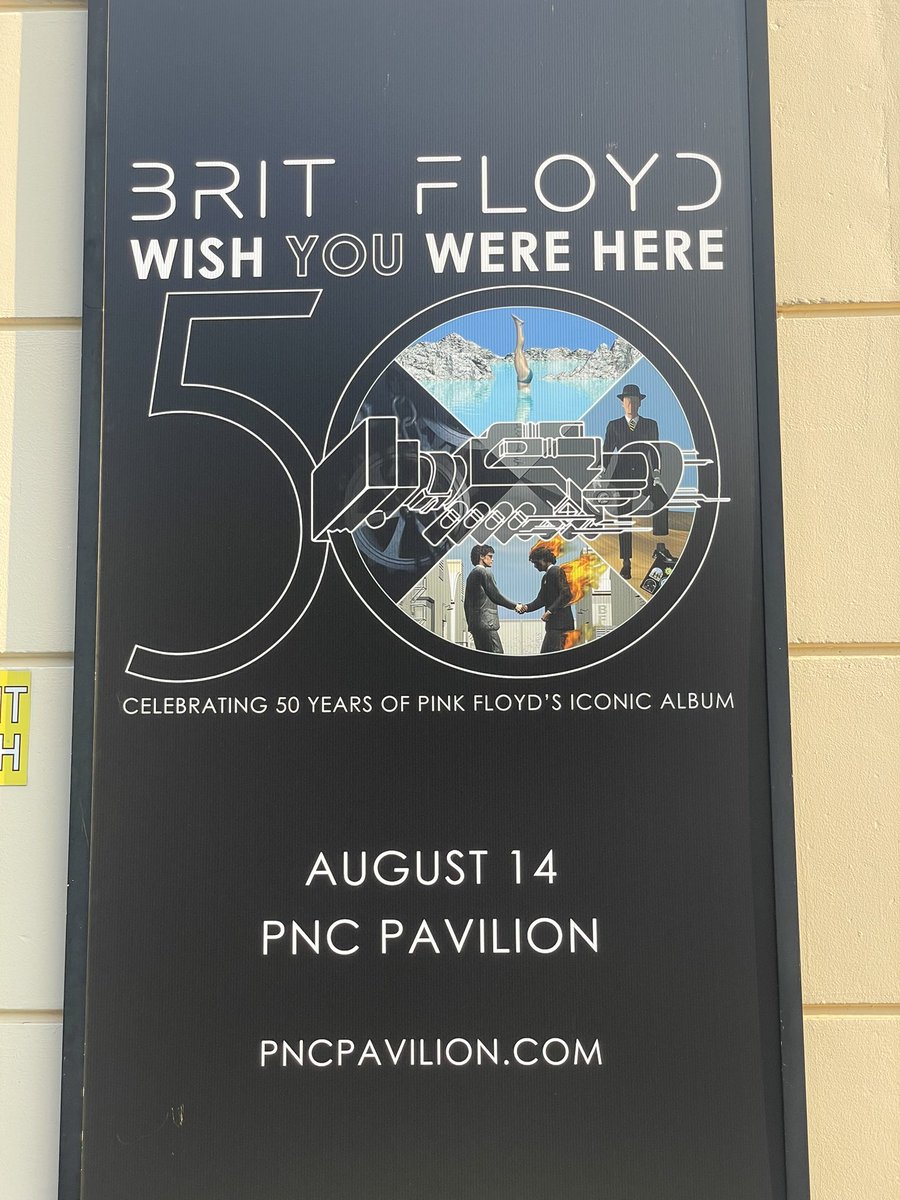 BRIT FLOYD
WISH YOU WERE HERE
50
CELEBRATING 50 YEARS OF PINK FLOYD'S ICONIC ALBUM
AUGUST 14
PNC PAVILION
PNCPAVILION.COM